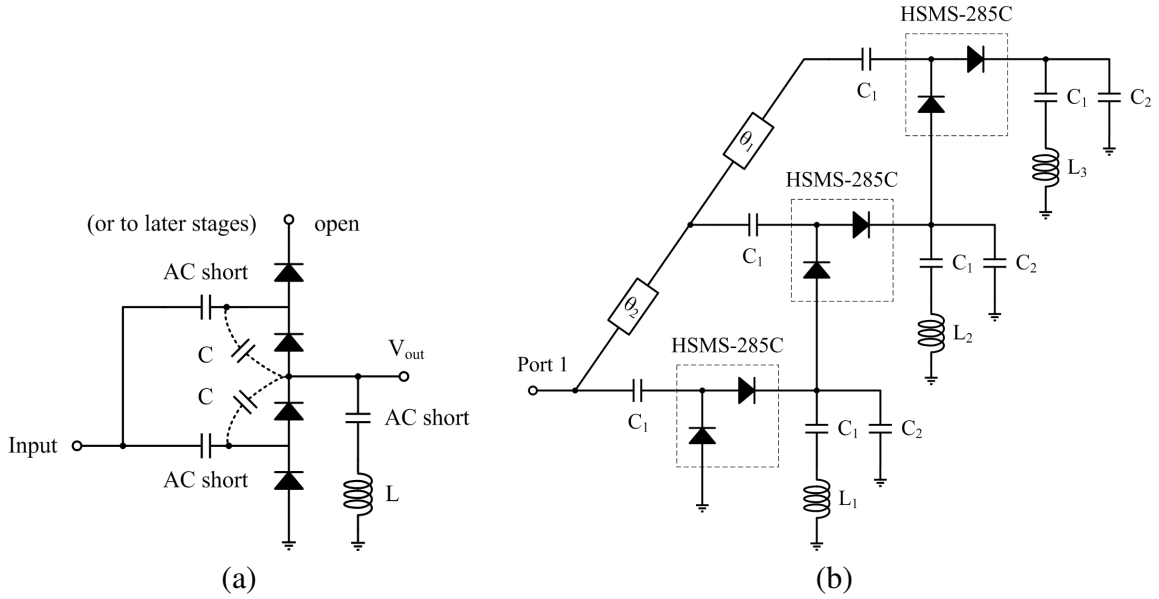 (or to later stages) open
AC short
C
C
V_out
AC short
Input
AC short
L
(a)
HSMS-285C
C₁
C₁
C₂
θ₁
L₃
HSMS-285C
C₁
C₁
C₂
θ₂
L₂
HSMS-285C
Port 1
C₁
C₁
C₂
L₁
(b)